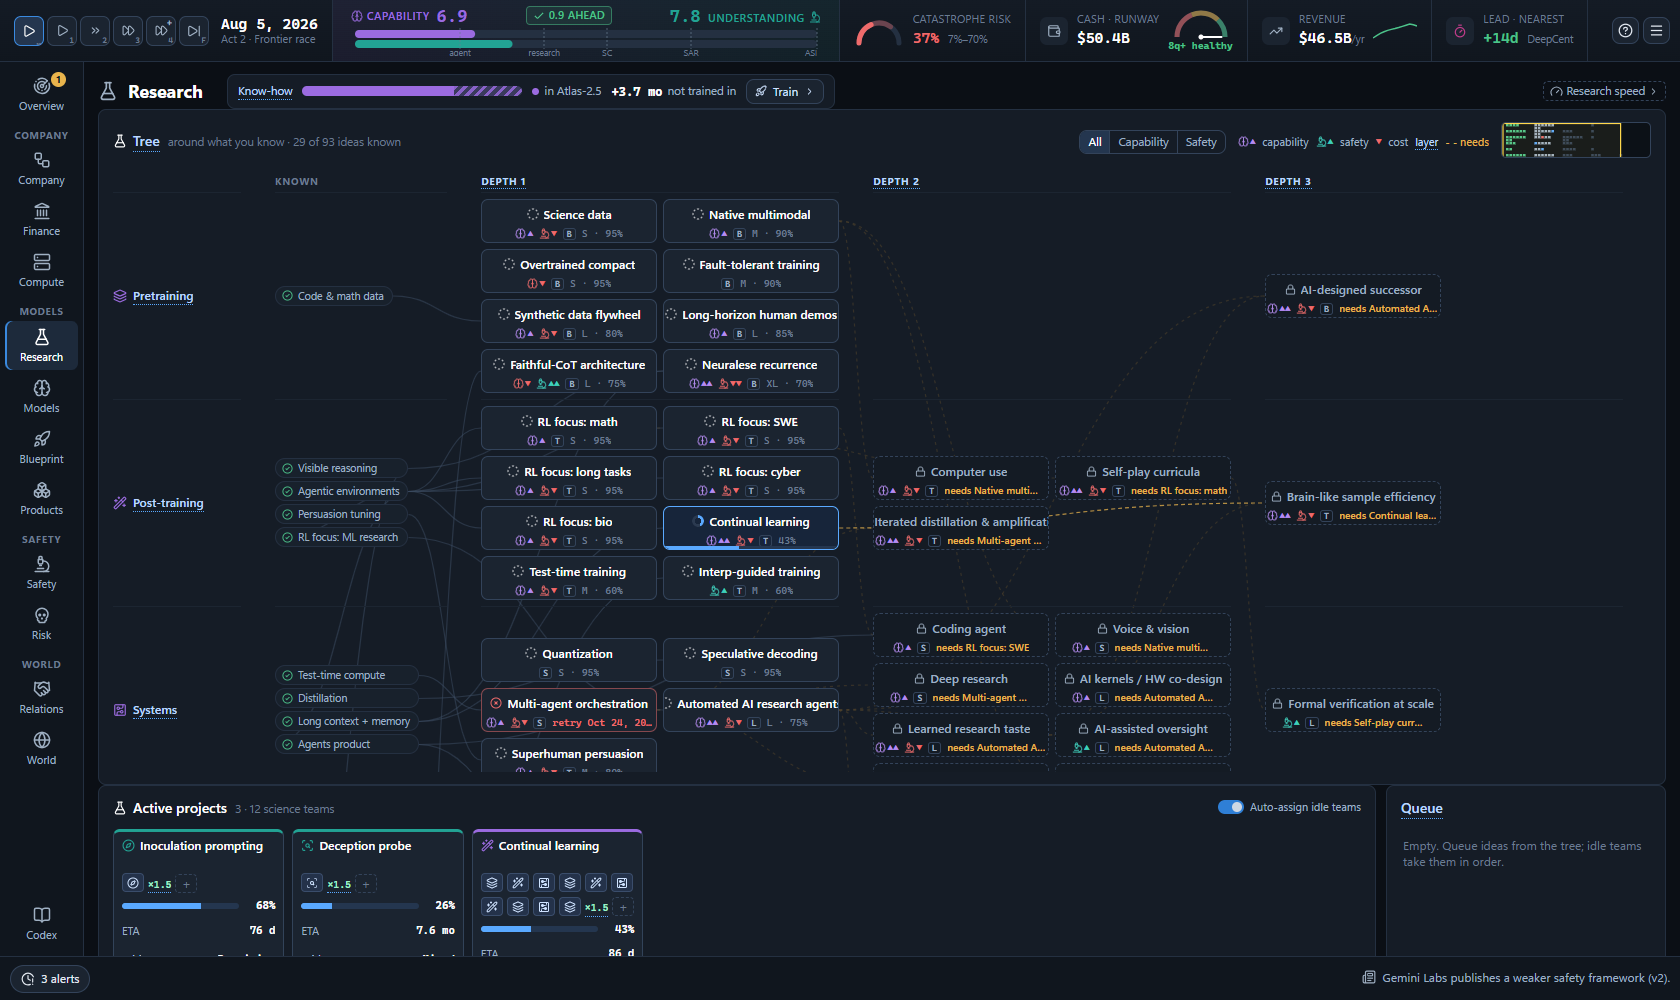 Aug 5, 2026
Act 2 · Frontier race
1
2
3
4
F
CAPABILITY 6.9
0.9 AHEAD
7.8 UNDERSTANDING
agent
research
SC
SAR
ASI
CATASTROPHE RISK
37% 7%–70%
CASH · RUNWAY
$50.4B
8q+ healthy
REVENUE
$46.5B/yr
LEAD · NEAREST
+14d DeepCent
1
Overview
COMPANY
Company
Finance
Compute
MODELS
Research
Models
Blueprint
Products
SAFETY
Safety
Risk
WORLD
Relations
World
Codex
Research
Know-how
in Atlas-2.5 +3.7 mo not trained in
Train
Research speed
Tree around what you know · 29 of 93 ideas known
All
Capability
Safety
capability
safety
cost
layer
- - needs
KNOWN
DEPTH 1
DEPTH 2
DEPTH 3
Pretraining
Code & math data
Science data
B S · 95%
Native multimodal
B M · 90%
Overtrained compact
B S · 95%
Fault-tolerant training
B M · 90%
Synthetic data flywheel
B L · 80%
Long-horizon human demos
B L · 85%
Faithful-CoT architecture
B L · 75%
Neuralese recurrence
B XL · 70%
AI-designed successor
B needs Automated A...
Post-training
Visible reasoning
Agentic environments
Persuasion tuning
RL focus: ML research
RL focus: math
T S · 95%
RL focus: SWE
T S · 95%
RL focus: long tasks
T S · 95%
RL focus: cyber
T S · 95%
RL focus: bio
T S · 95%
Continual learning
T 43%
Test-time training
T M · 60%
Interp-guided training
T M · 60%
Computer use
T needs Native multi...
Self-play curricula
T needs RL focus: math
Iterated distillation & amplificat
T needs Multi-agent ...
Brain-like sample efficiency
T needs Continual lea...
Systems
Test-time compute
Distillation
Long context + memory
Agents product
Quantization
S S · 95%
Speculative decoding
S S · 95%
Multi-agent orchestration
S retry Oct 24, 20...
Automated AI research agents
L L · 75%
Superhuman persuasion
Coding agent
S needs RL focus: SWE
Voice & vision
S needs Native multi...
Deep research
S needs Multi-agent ...
AI kernels / HW co-design
L needs Automated A...
Learned research taste
L needs Automated A...
AI-assisted oversight
L needs Automated A...
Formal verification at scale
L needs Self-play curr...
Active projects 3 · 12 science teams
Auto-assign idle teams
Inoculation prompting
×1.5 +
68%
ETA 76 d
Deception probe
×1.5 +
26%
ETA 7.6 mo
Continual learning
×1.5 +
43%
ETA 86 d
Queue
Empty. Queue ideas from the tree; idle teams
take them in order.
3 alerts
Gemini Labs publishes a weaker safety framework (v2).